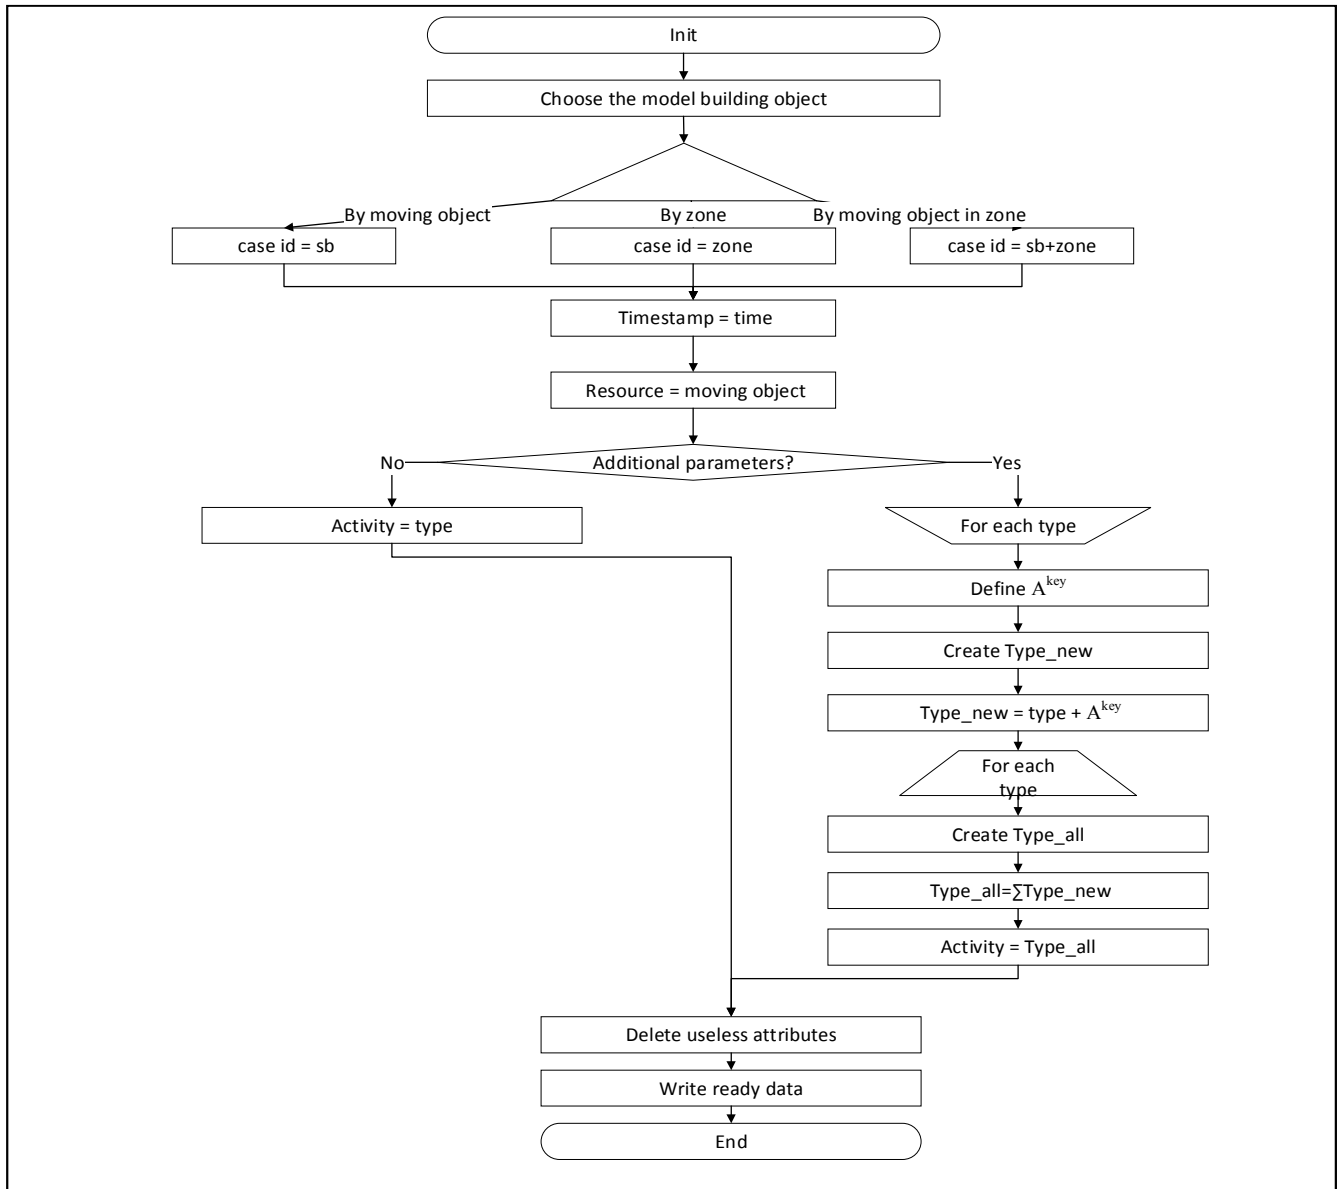 Init
Choose the model building object
By moving object
By zone
By moving object in zone
case id = sb
case id = zone
case id = sb+zone
Timestamp = time
Resource = moving object
No
Additional parameters?
Yes
Activity = type
For each type
Define A^key
Create Type_new
Type_new = type + A^key
For each
type
Create Type_all
Type_all=∑Type_new
Activity = Type_all
Delete useless attributes
Write ready data
End